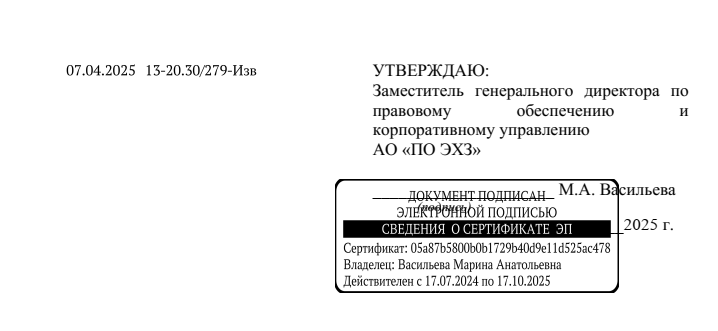 07.04.2025 13-20.30/279-Изв
УТВЕРЖДАЮ:
Заместитель генерального директора по
правовому обеспечению и
корпоративному управлению
АО «ПО ЭХЗ»
М.А. Васильева
ДОКУМЕНТ ПОДПИСАН
(подпись)
ЭЛЕКТРОННОЙ ПОДПИСЬЮ
СВЕДЕНИЯ О СЕРТИФИКАТЕ ЭП
2025 г.
Сертификат: 05a87b5800b0b1729b40d9e11d525ac478
Владелец: Васильева Марина Анатольевна
Действителен с 17.07.2024 по 17.10.2025